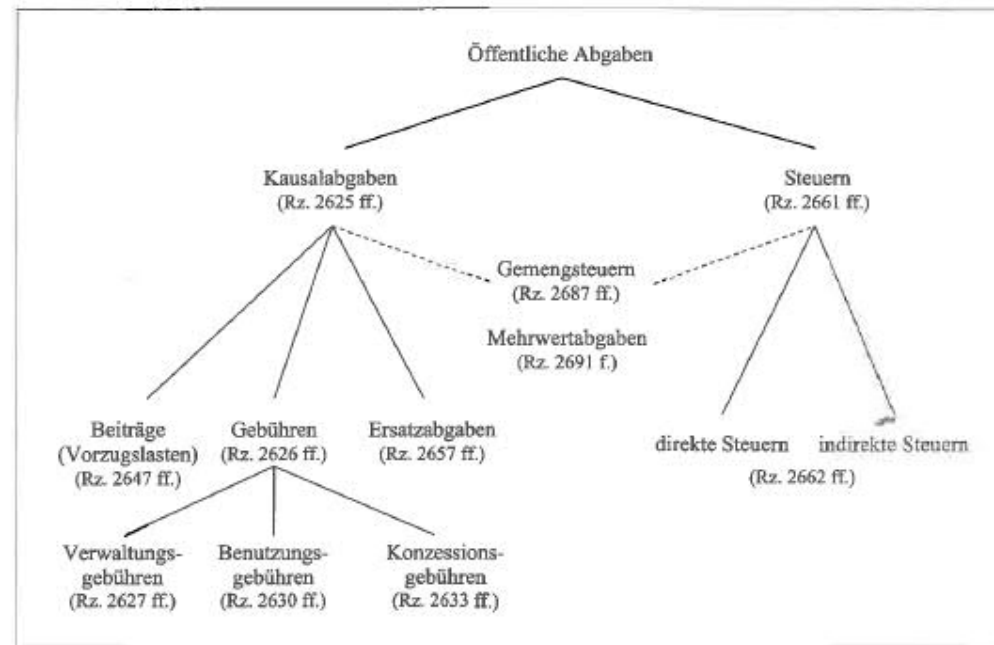 Öffentliche Abgaben
Kausalabgaben
(Rz. 2625 ff.)
Steuern
(Rz. 2661 ff.)
Gemengsteuern
(Rz. 2687 ff.)
Mehrwertabgaben
(Rz. 2691 f.)
Beiträge
(Vorzugslasten)
(Rz. 2647 ff.)
Gebühren
(Rz. 2626 ff.)
Ersatzabgaben
(Rz. 2657 ff.)
direkte Steuern
indirekte Steuern
(Rz. 2662 ff.)
Verwaltungs-
gebühren
(Rz. 2627 ff.)
Benutzungs-
gebühren
(Rz. 2630 ff.)
Konzessions-
gebühren
(Rz. 2633 ff.)